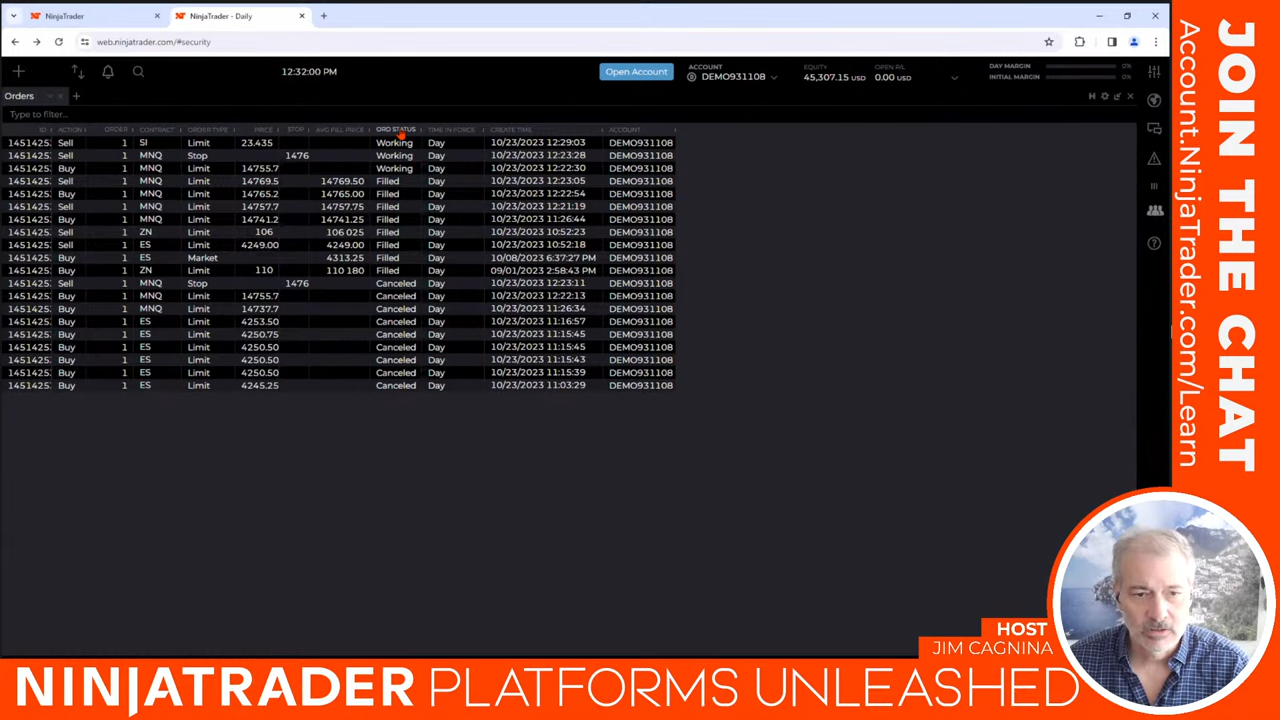 NinjaTrader
NinjaTrader - Daily
web.ninjatrader.com/#security
12:32:00 PM
Open Account
ACCOUNT
DEMO931108
EQUITY
45,307.15 USD
OPEN P/L
0.00 USD
DAY MARGIN 0%
INITIAL MARGIN 0%
Orders
Type to filter...
ID ACTION ORDER CONTRACT ORDER TYPE PRICE STOP AVG FILL PRICE ORD STATUS TIME IN FORCE CREATE TIME ACCOUNT
1451425 Sell 1 SI Limit 23.435 Working Day 10/23/2023 12:29:03 DEMO931108
1451425 Sell 1 MNQ Stop 1476 Working Day 10/23/2023 12:23:28 DEMO931108
1451425 Buy 1 MNQ Limit 14755.7 Working Day 10/23/2023 12:22:30 DEMO931108
1451425 Sell 1 MNQ Limit 14769.5 14769.50 Filled Day 10/23/2023 12:23:05 DEMO931108
1451425 Buy 1 MNQ Limit 14765.2 14765.00 Filled Day 10/23/2023 12:22:54 DEMO931108
1451425 Sell 1 MNQ Limit 14757.7 14757.75 Filled Day 10/23/2023 12:21:19 DEMO931108
1451425 Buy 1 MNQ Limit 14741.2 14741.25 Filled Day 10/23/2023 11:26:44 DEMO931108
1451425 Sell 1 ZN Limit 106 106 025 Filled Day 10/23/2023 10:52:23 DEMO931108
1451425 Sell 1 ES Limit 4249.00 4249.00 Filled Day 10/23/2023 10:52:18 DEMO931108
1451425 Buy 1 ES Market 4313.25 Filled Day 10/08/2023 6:37:27 PM DEMO931108
1451425 Buy 1 ZN Limit 110 110 180 Filled Day 09/01/2023 2:58:43 PM DEMO931108
1451425 Sell 1 MNQ Stop 1476 Canceled Day 10/23/2023 12:23:11 DEMO931108
1451425 Buy 1 MNQ Limit 14755.7 Canceled Day 10/23/2023 12:22:13 DEMO931108
1451425 Buy 1 MNQ Limit 14737.7 Canceled Day 10/23/2023 11:26:34 DEMO931108
1451425 Buy 1 ES Limit 4253.50 Canceled Day 10/23/2023 11:16:57 DEMO931108
1451425 Buy 1 ES Limit 4250.75 Canceled Day 10/23/2023 11:15:45 DEMO931108
1451425 Buy 1 ES Limit 4250.50 Canceled Day 10/23/2023 11:15:45 DEMO931108
1451425 Buy 1 ES Limit 4250.50 Canceled Day 10/23/2023 11:15:43 DEMO931108
1451425 Buy 1 ES Limit 4250.50 Canceled Day 10/23/2023 11:15:39 DEMO931108
1451425 Buy 1 ES Limit 4245.25 Canceled Day 10/23/2023 11:03:29 DEMO931108
JOIN THE CHAT
Account.NinjaTrader.com/Learn
HOST
JIM CAGNINA
NINJATRADER PLATFORMS UNLEASHED